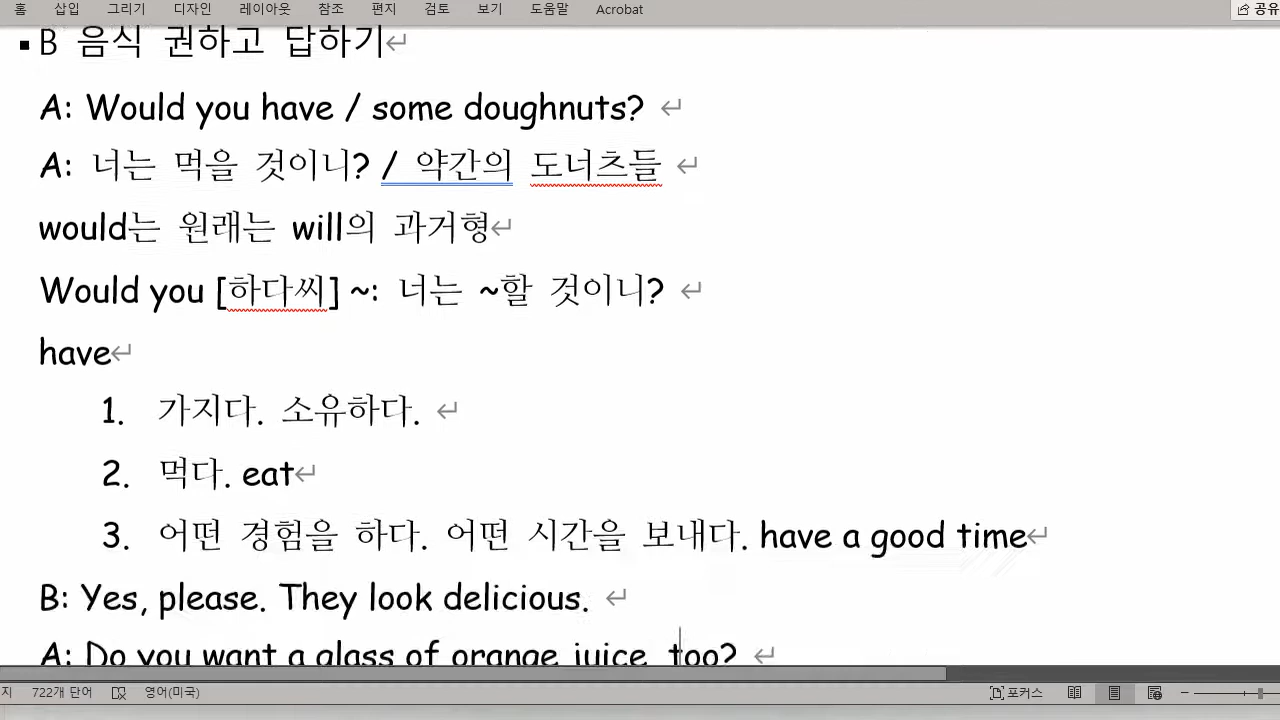 홈 삽입 그리기 디자인 레이아웃 참조 편지 검토 보기 도움말 Acrobat 공유
B 음식 권하고 답하기
A: Would you have / some doughnuts?
A: 너는 먹을 것이니? / 약간의 도너츠들
would는 원래는 will의 과거형
Would you [하다씨] ~: 너는 ~할 것이니?
have
1. 가지다. 소유하다.
2. 먹다. eat
3. 어떤 경험을 하다. 어떤 시간을 보내다. have a good time
B: Yes, please. They look delicious.
A: Do you want a glass of orange juice too?
지 722개 단어 영어(미국) 포커스